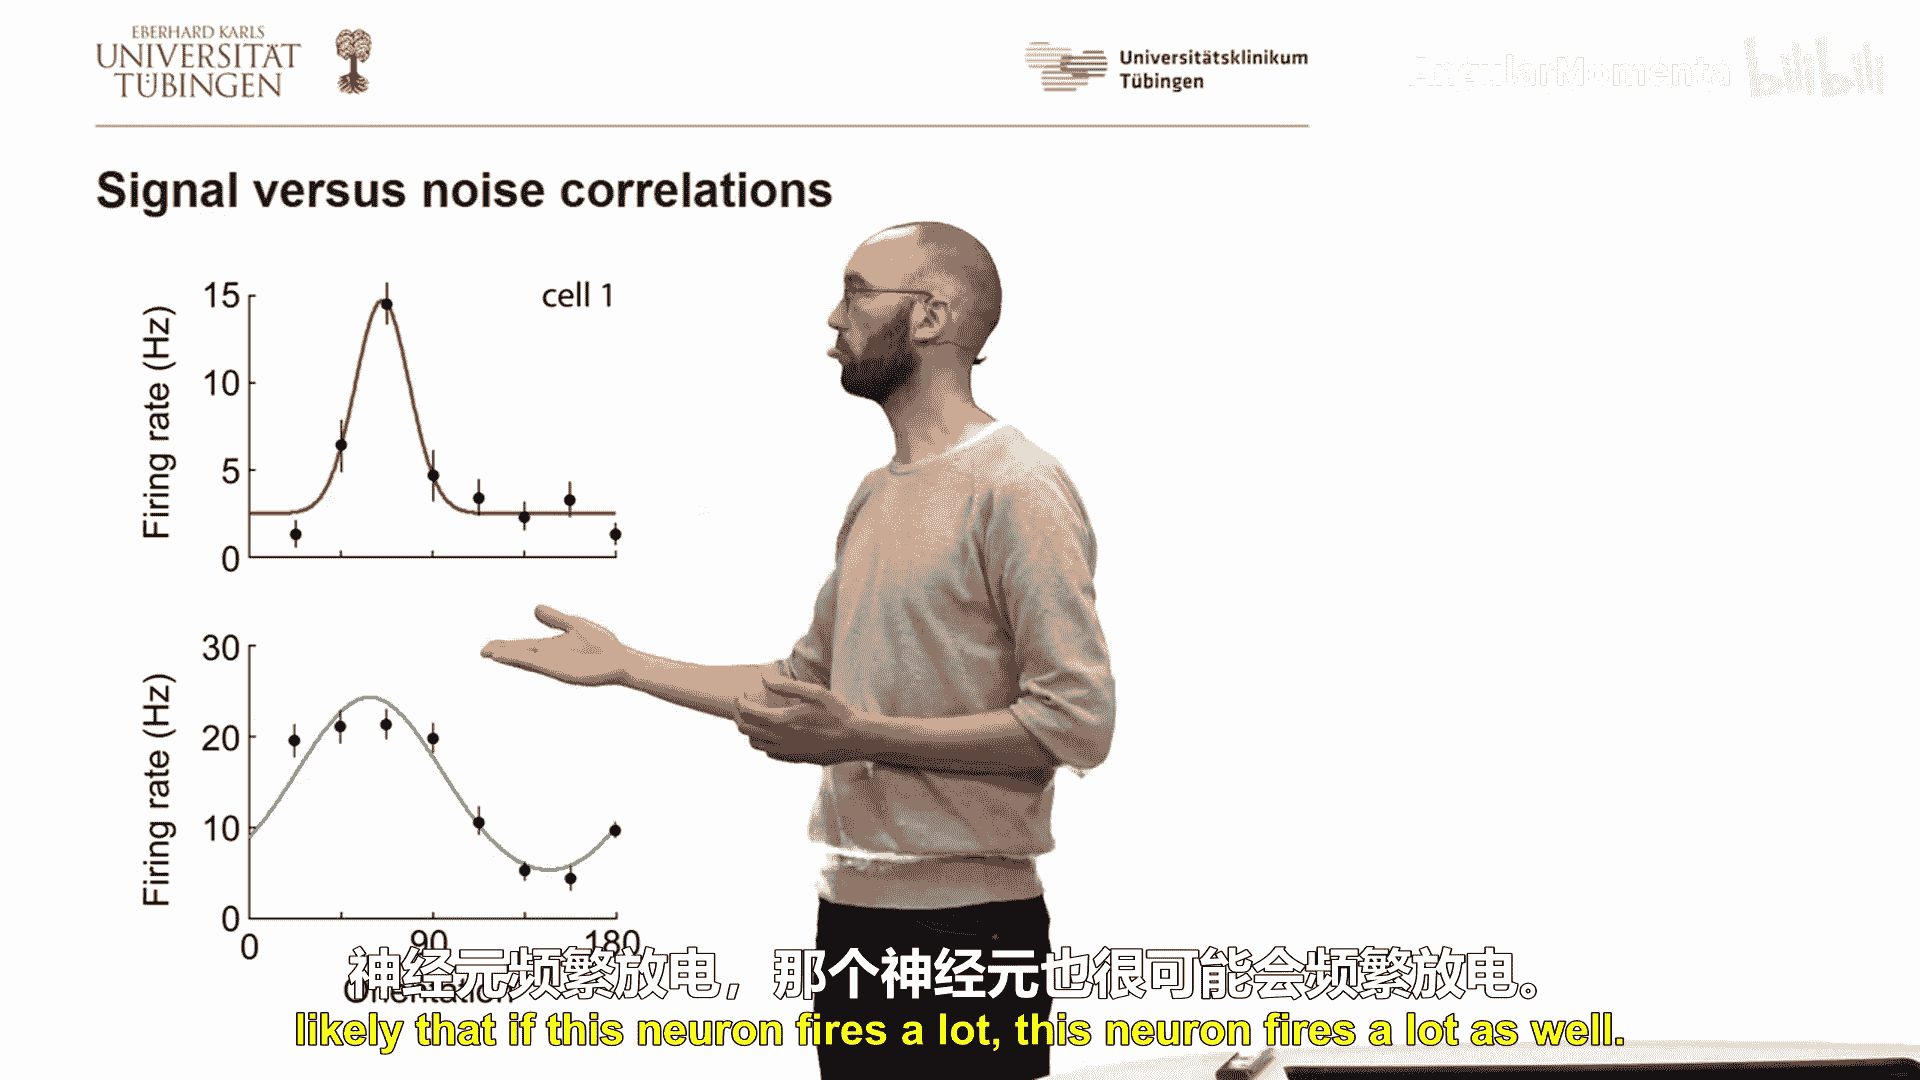 EBERHARD KARLS
UNIVERSITÄT
TÜBINGEN
Universitätsklinikum
Tübingen
AngularMomenta
bilibili
Signal versus noise correlations
cell 1
Firing rate (Hz)
15
10
5
0
Firing rate (Hz)
30
20
10
0
0
90
180
Orientation
神经元频繁放电，那个神经元也很可能会频繁放电。
likely that if this neuron fires a lot, this neuron fires a lot as well.